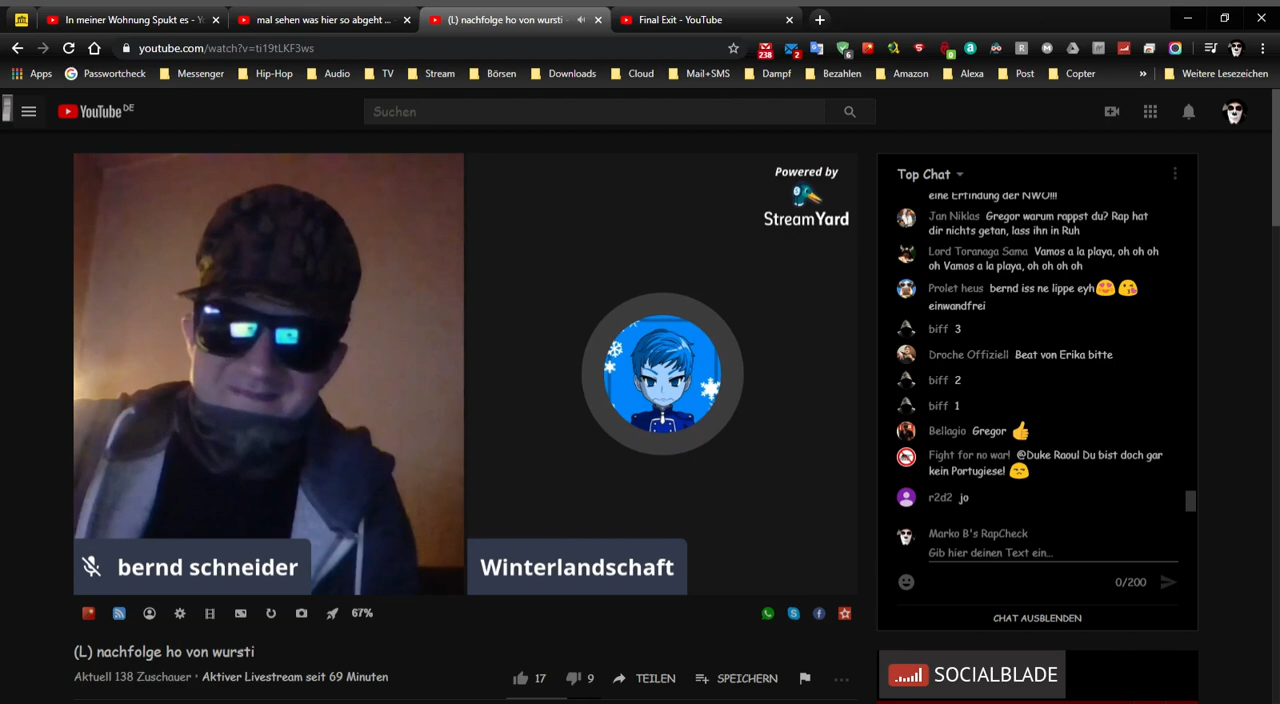 In meiner Wohnung Spukt es - Yo
mal sehen was hier so abgeht ...
(L) nachfolge ho von wursti -
Final Exit - YouTube
youtube.com/watch?v=ti19tLKF3ws
238
2
6
0
Apps
Passwortcheck
Messenger
Hip-Hop
Audio
TV
Stream
Börsen
Downloads
Cloud
Mail+SMS
Dampf
Bezahlen
Amazon
Alexa
Post
Copter
»
Weitere Lesezeichen
YouTube DE
Suchen
Powered by
StreamYard
bernd schneider
Winterlandschaft
Top Chat
eine Erfindung der NWO!!!
Jan Niklas Gregor warum rappst du? Rap hat
dir nichts getan, lass ihn in Ruh
Lord Toranaga Sama Vamos a la playa, oh oh oh
oh Vamos a la playa, oh oh oh oh
Prolet heus bernd iss ne lippe eyh😍 😘
einwandfrei
biff 3
Droche Offiziell Beat von Erika bitte
biff 2
biff 1
Bellagio Gregor 👍
Fight for no war! @Duke Raoul Du bist doch gar
kein Portugiese! 😒
r2d2 jo
Marko B's RapCheck
Gib hier deinen Text ein...
0/200
CHAT AUSBLENDEN
67%
(L) nachfolge ho von wursti
Aktuell 138 Zuschauer • Aktiver Livestream seit 69 Minuten
17
9
TEILEN
SPEICHERN
SOCIALBLADE